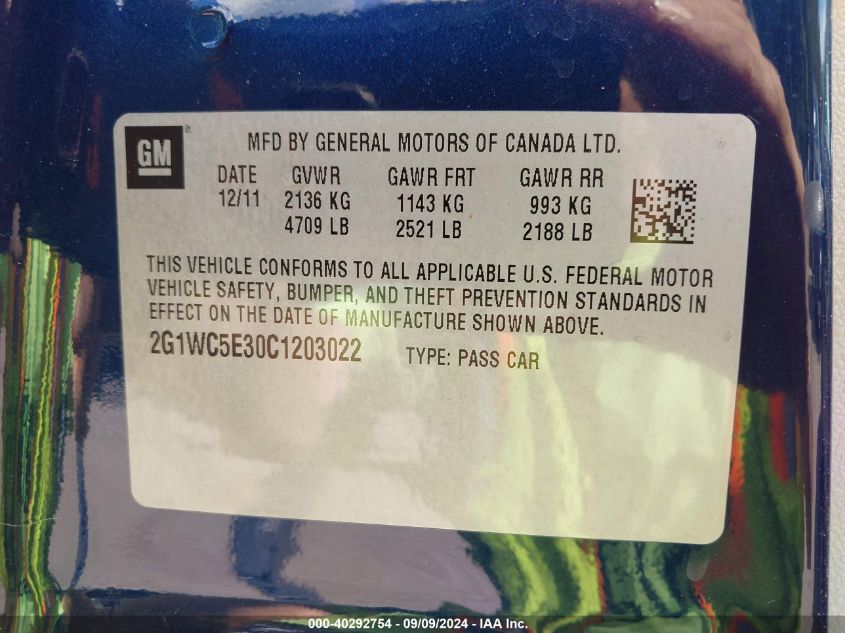 GM ®
MFD BY GENERAL MOTORS OF CANADA LTD.
DATE GVWR GAWR FRT GAWR RR
12/11 2136 KG 1143 KG 993 KG
4709 LB 2521 LB 2188 LB
THIS VEHICLE CONFORMS TO ALL APPLICABLE U.S. FEDERAL MOTOR
VEHICLE SAFETY, BUMPER, AND THEFT PREVENTION STANDARDS IN
EFFECT ON THE DATE OF MANUFACTURE SHOWN ABOVE.
2G1WC5E30C1203022 TYPE: PASS CAR
000-40292754 - 09/09/2024 - IAA Inc.